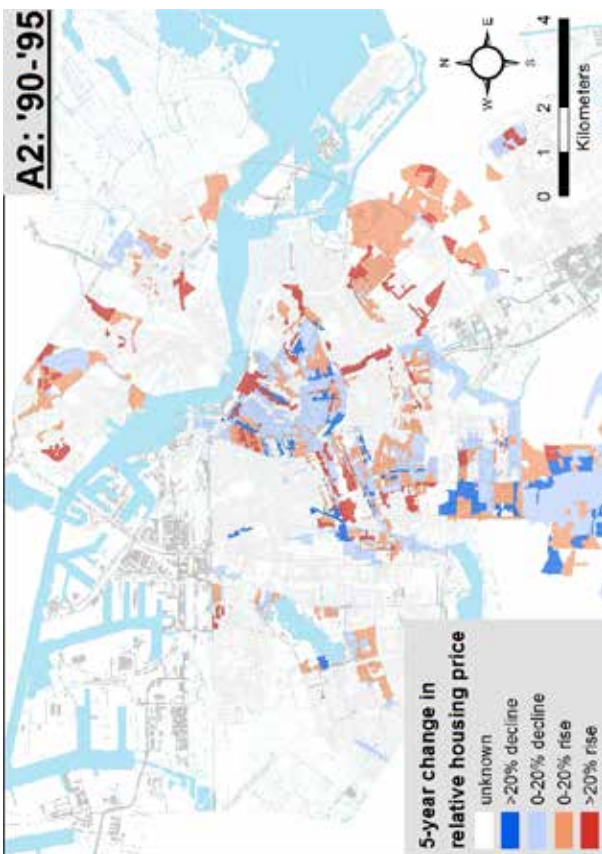 A2: '90-'95
N
E
W
S
0
1
2
4
Kilometers
5-year change in
relative housing price
unknown
>20% decline
0-20% decline
0-20% rise
>20% rise